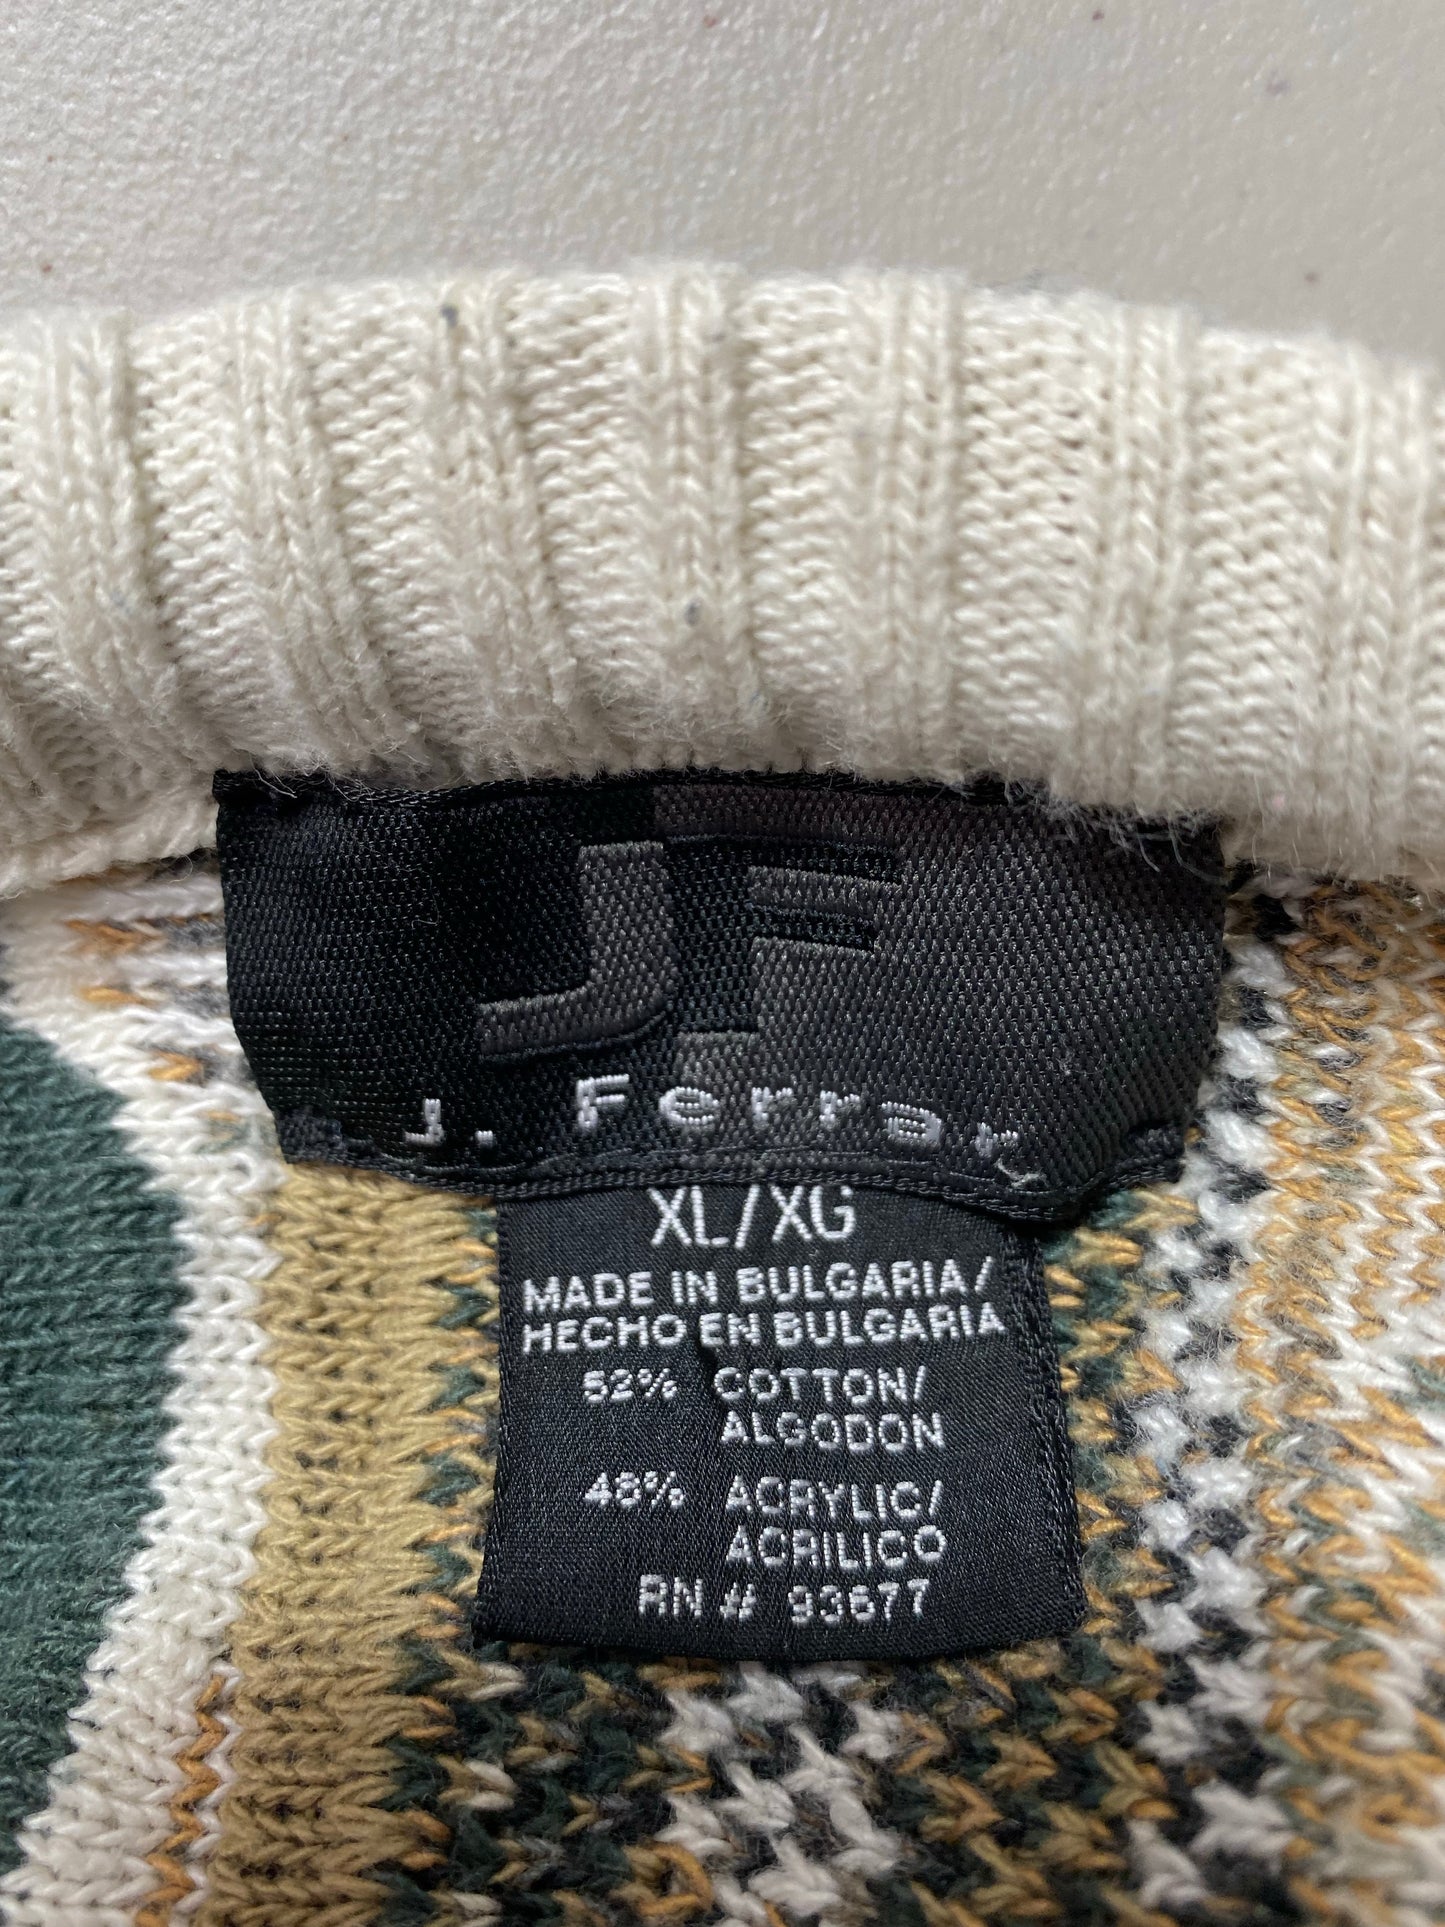 JF
J. Ferrar
XL/XG
MADE IN BULGARIA/
HECHO EN BULGARIA
52% COTTON/
ALGODON
48% ACRYLIC/
ACRILICO
RN # 93677